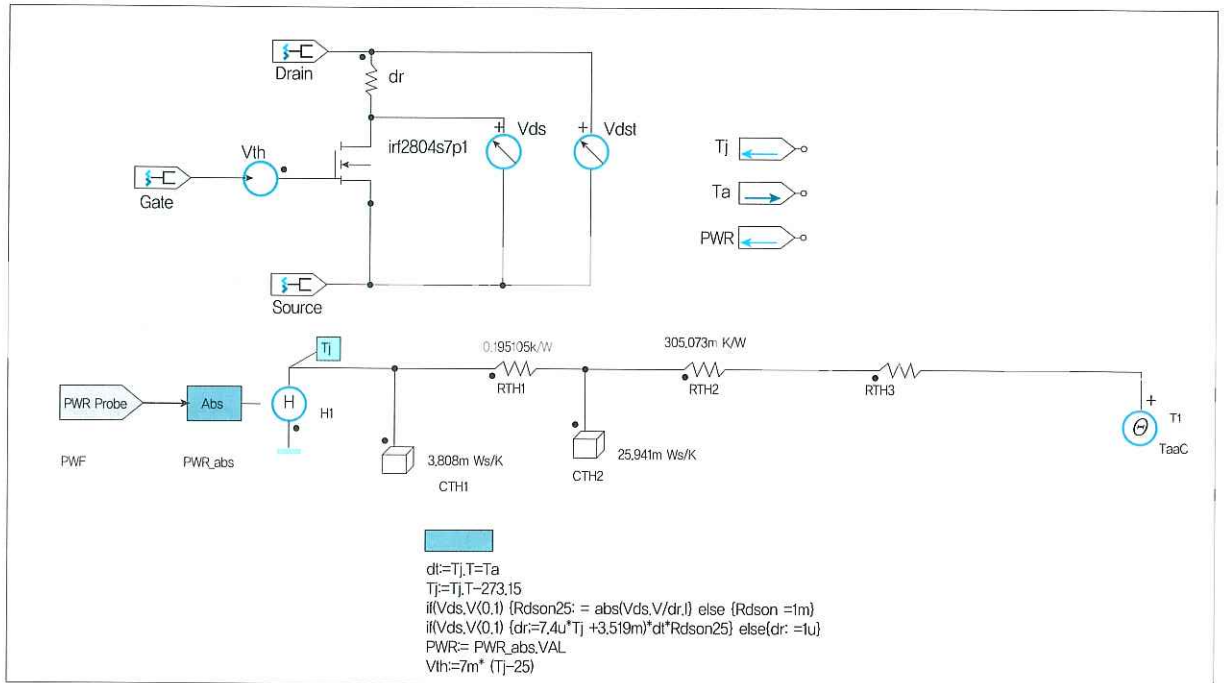 Drain
dr
Vds
Vdst
irf2804s7p1
Vth
Gate
Source
Tj
Ta
PWR
Tj
0.195105k/W
305,073m K/W
RTH1
RTH2
RTH3
PWR Probe
Abs
H
H1
PWF
PWR_abs
3,808m Ws/K
CTH1
25,941m Ws/K
CTH2
+
Θ
T1
TaaC
dt:=Tj,T=Ta
Tj:=Tj,T-273.15
if(Vds,V<0.1) {Rdson25: = abs(Vds,V/dr,I} else {Rdson =1m}
if(Vds,V<0.1) {dr:=7.4u*Tj +3.519m)*dt*Rdson25} else{dr: =1u}
PWR:= PWR_abs,VAL
Vth:=7m* (Tj-25)